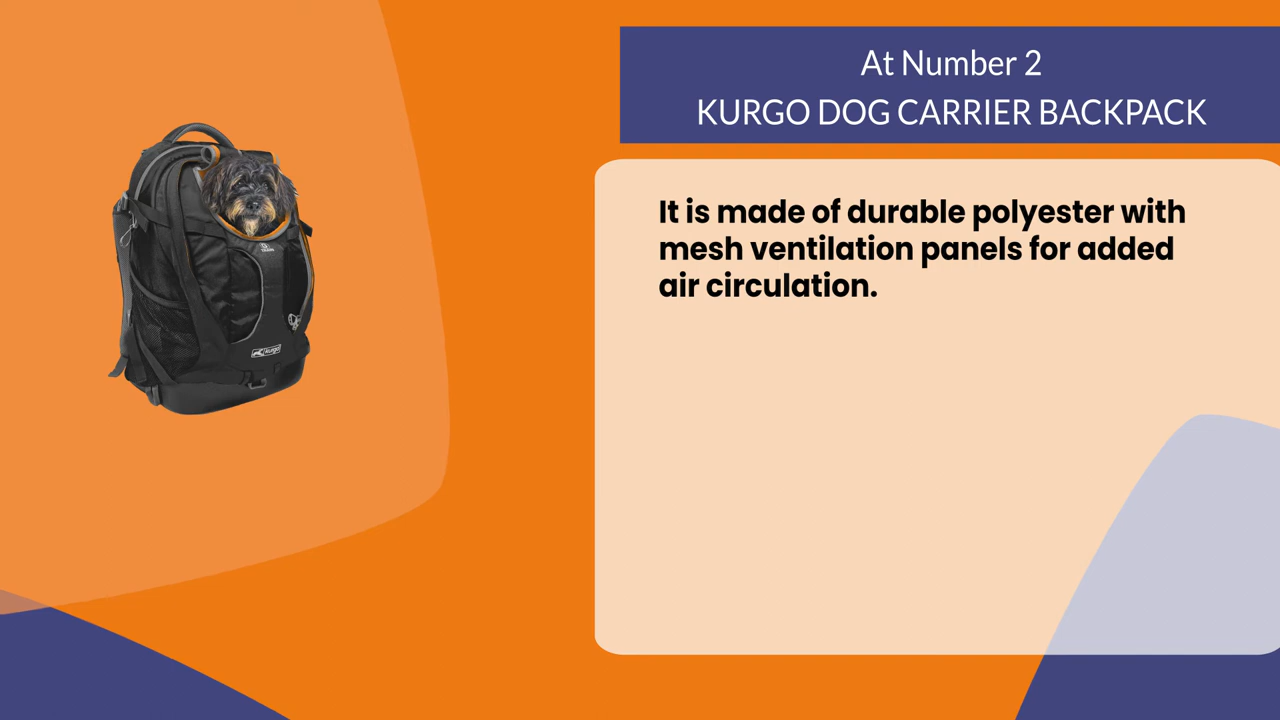 At Number 2
KURGO DOG CARRIER BACKPACK
It is made of durable polyester with
mesh ventilation panels for added
air circulation.
kurgo